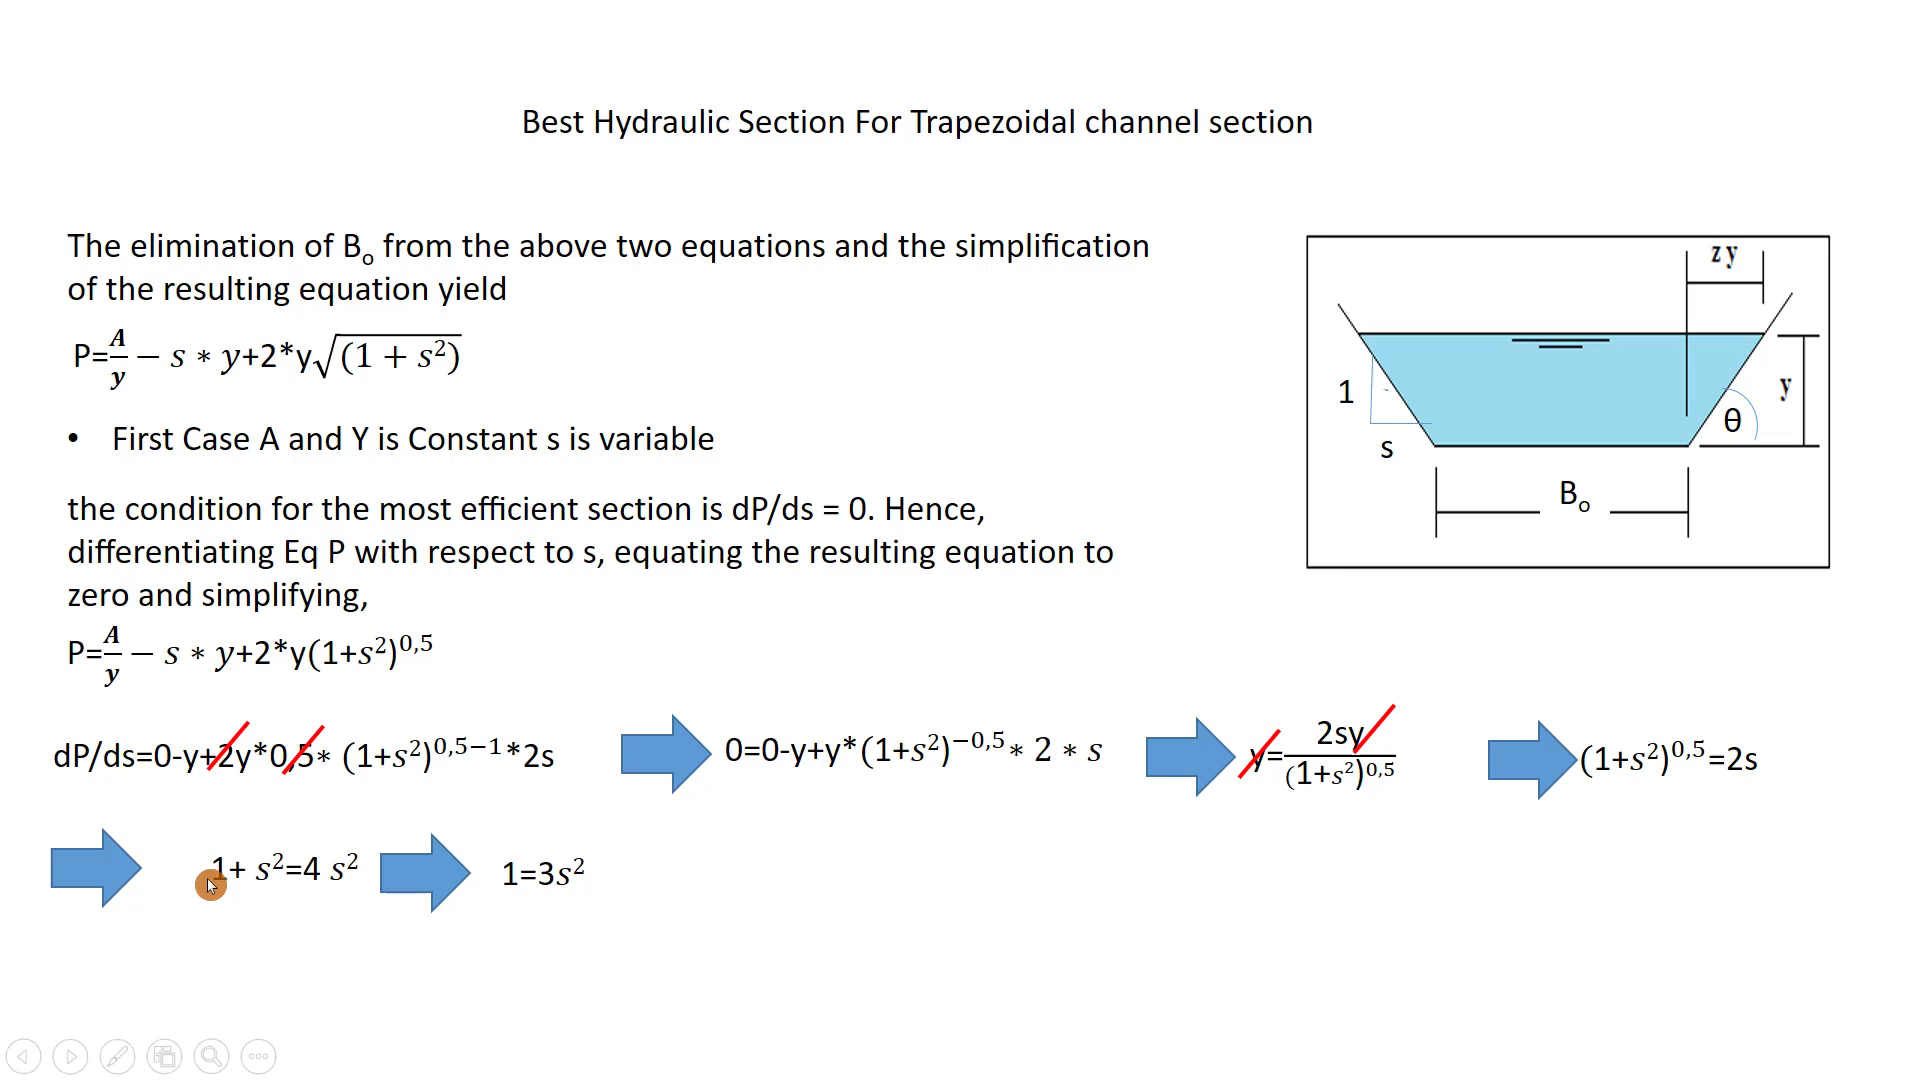 Best Hydraulic Section For Trapezoidal channel section
The elimination of Bₒ from the above two equations and the simplification
of the resulting equation yield
P=A/y − s ∗ y+2*y√(1 + s²)
• First Case A and Y is Constant s is variable
the condition for the most efficient section is dP/ds = 0. Hence,
differentiating Eq P with respect to s, equating the resulting equation to
zero and simplifying,
P=A/y − s ∗ y+2*y(1+s²)^0,5
dP/ds=0-y+2y*0,5∗ (1+s²)^0,5−1*2s
0=0-y+y*(1+s²)^−0,5∗ 2 ∗ s
y=2sy/(1+s²)^0,5
(1+s²)^0,5=2s
1+ s²=4 s²
1=3s²
z y
1
s
θ
y
Bₒ